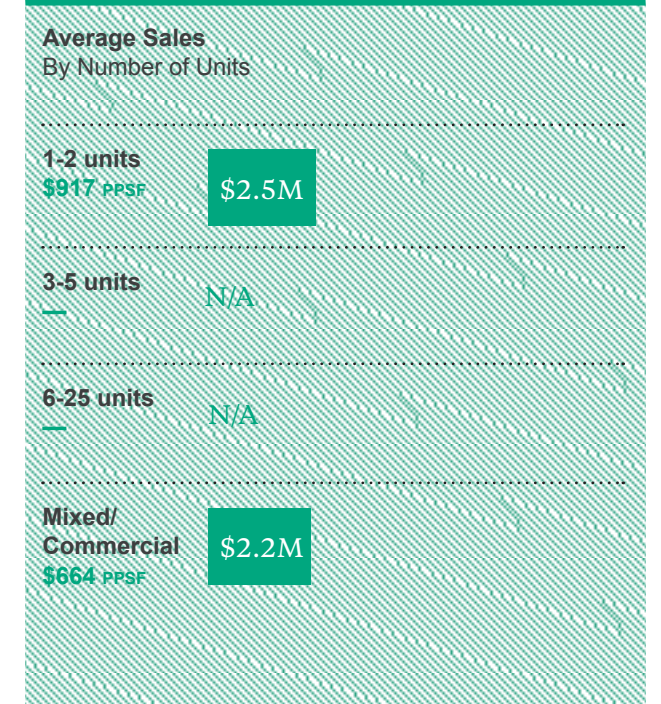 Average Sales
By Number of Units
1-2 units
$917 PPSF
$2.5M
3-5 units
—
N/A
6-25 units
—
N/A
Mixed/
Commercial
$664 PPSF
$2.2M